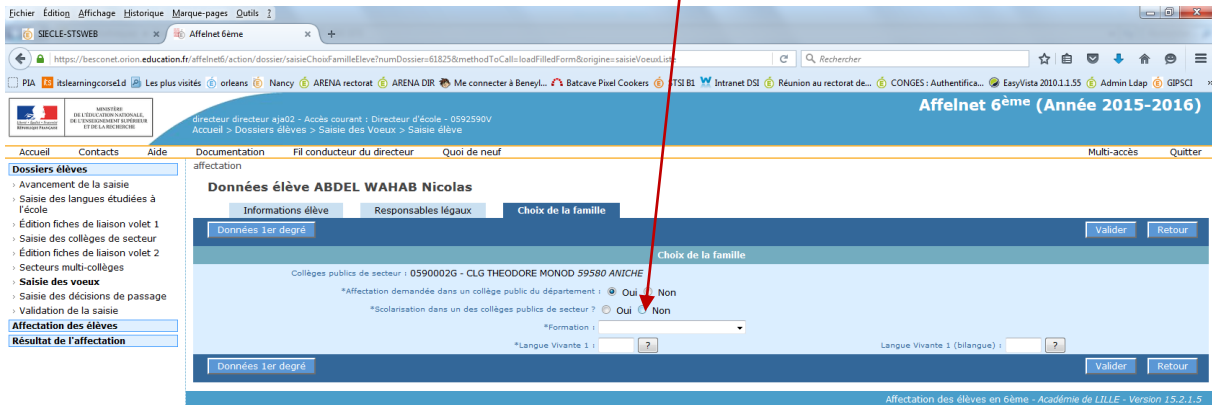 Fichier Édition Affichage Historique Marque-pages Outils ?
SIECLE-STSWEB × Affelnet 6ème × +
https://besconet.orion.education.fr/affelnet6/action/dossier/saisieChoixFamilleEleve?numDossier=61825&methodToCall=loadFilledForm&origine=saisieVoeuxListe Rechercher
PIA itslearningcorse1.d Les plus visités orleans Nancy ARENA rectorat ARENA DIR Me connecter à Beneyl... Batcave Pixel Cookers STSI B1 Intranet DSI Réunion au rectorat de... CONGES : Authentifica... EasyVista 2010.1.1.55 Admin Ldap GIPSCI »
MINISTÈRE
DE L'ÉDUCATION NATIONALE,
DE L'ENSEIGNEMENT SUPÉRIEUR
ET DE LA RECHERCHE
Affelnet 6ème (Année 2015-2016)
directeur directeur aja02 - Accès courant : Directeur d'école - 0592590V
Accueil > Dossiers élèves > Saisie des Voeux > Saisie élève
Accueil Contacts Aide Documentation Fil conducteur du directeur Quoi de neuf Multi-accès Quitter
Dossiers élèves
› Avancement de la saisie
› Saisie des langues étudiées à
l'école
› Édition fiches de liaison volet 1
› Saisie des collèges de secteur
› Édition fiches de liaison volet 2
› Secteurs multi-collèges
› Saisie des voeux
› Saisie des décisions de passage
› Validation de la saisie
Affectation des élèves
Résultat de l'affectation
affectation
Données élève ABDEL WAHAB Nicolas
Informations élève Responsables légaux Choix de la famille
Données 1er degré Valider Retour
Choix de la famille
Collèges publics de secteur : 0590002G - CLG THEODORE MONOD 59580 ANICHE
*Affectation demandée dans un collège public du département : Oui Non
*Scolarisation dans un des collèges publics de secteur ? Oui Non
*Formation :
*Langue Vivante 1 : ? Langue Vivante 1 (bilangue) : ?
Données 1er degré Valider Retour
Affectation des élèves en 6ème - Académie de LILLE - Version 15.2.1.5